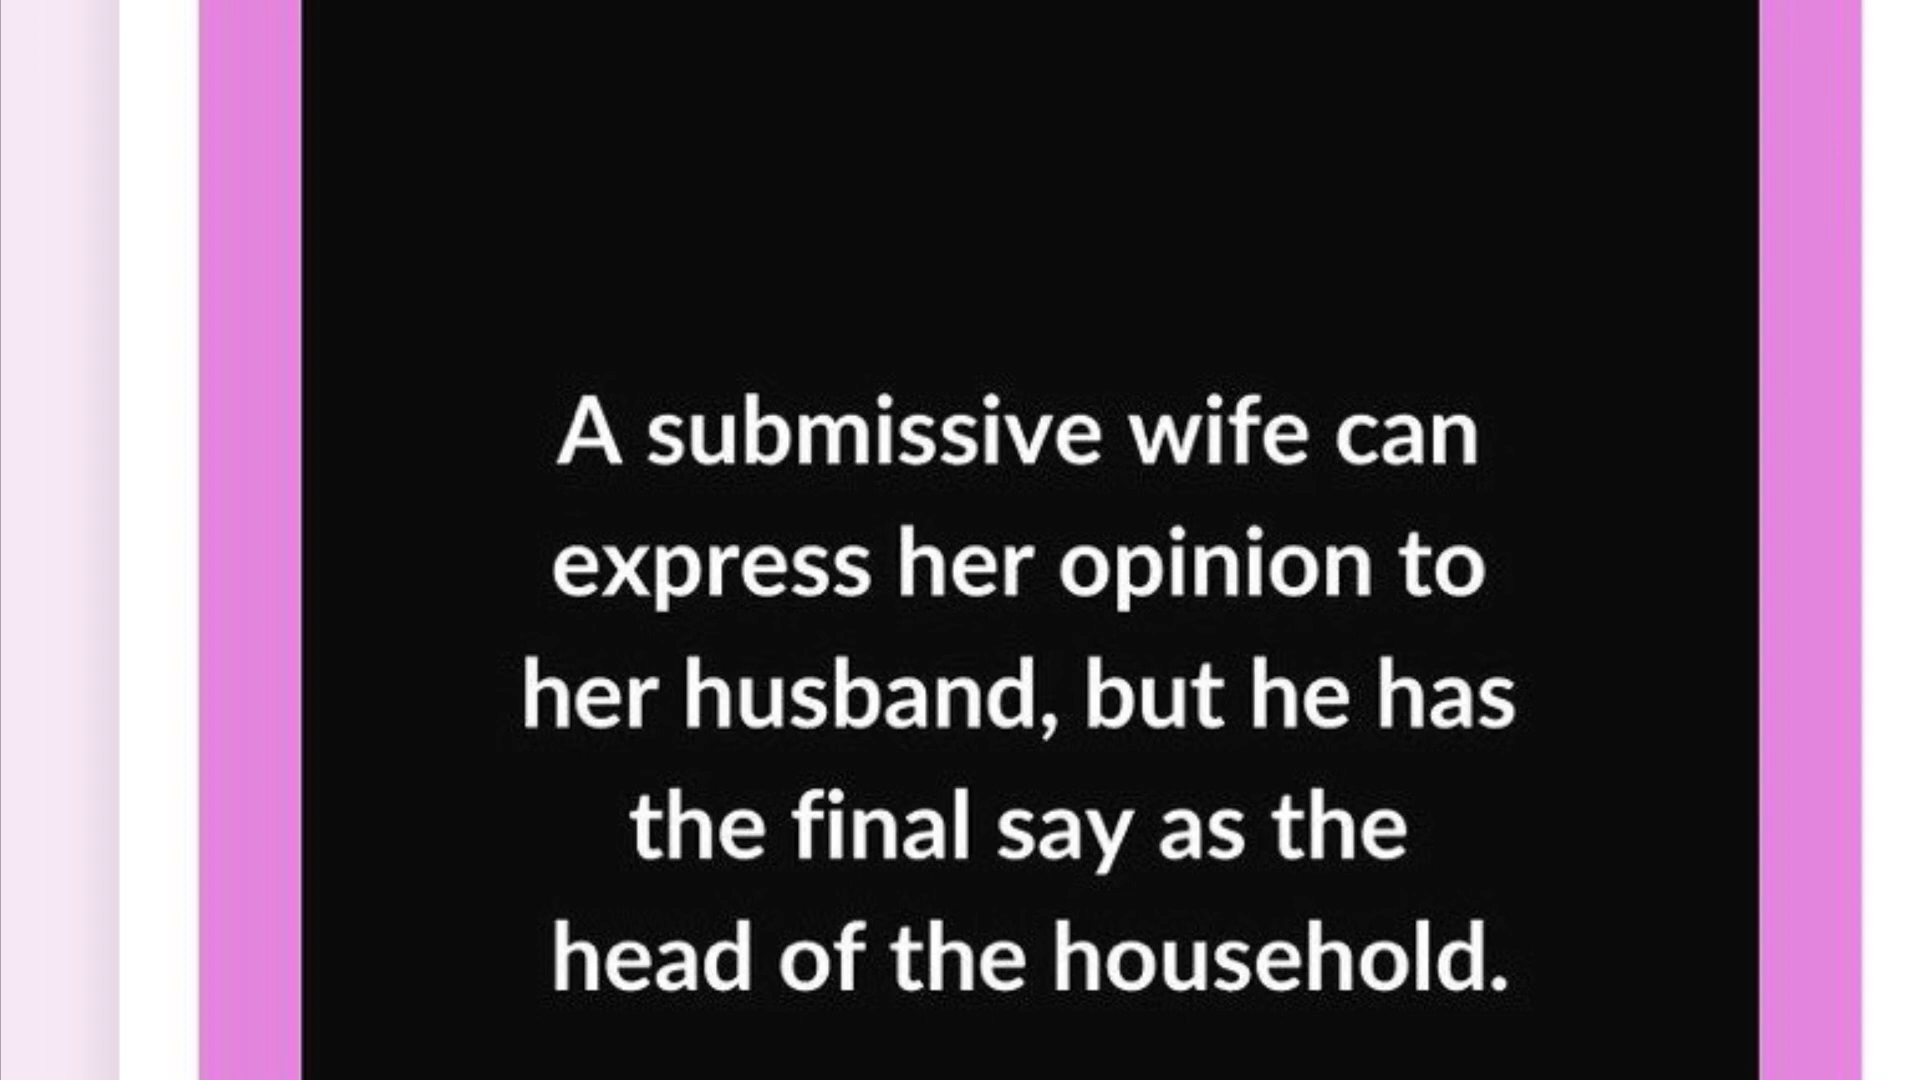 A submissive wife can
express her opinion to
her husband, but he has
the final say as the
head of the household.